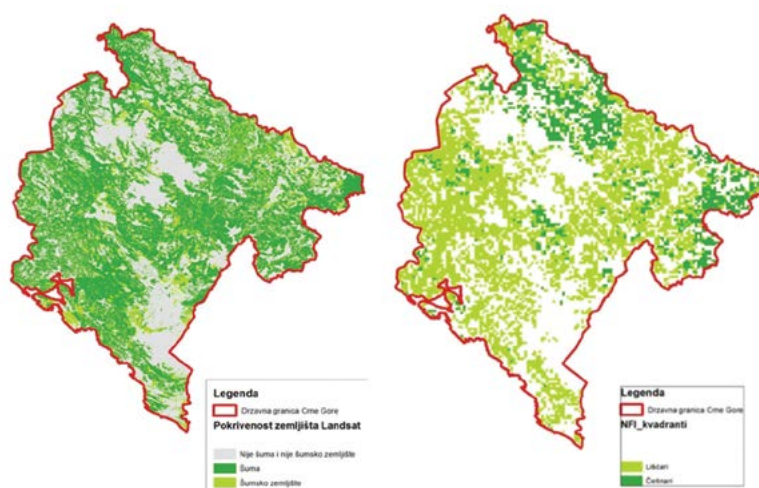 Legenda
Drzavna granica Crne Gore
Pokrivenost zemljišta Landsat
Nije šuma i nije šumsko zemljište
Šuma
Šumsko zemljište
Legenda
Drzavna granica Crne Gore
NFI_kvadranti
Lišćari
Četinari